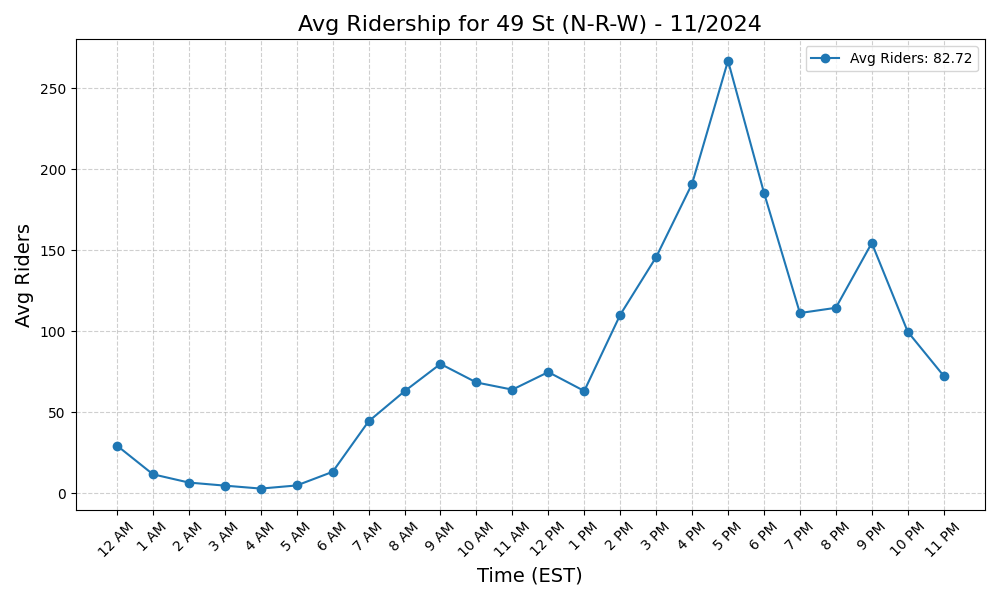 Avg Ridership for 49 St (N-R-W) - 11/2024
Avg Riders: 82.72
Avg Riders
250
200
150
100
50
0
12 AM
1 AM
2 AM
3 AM
4 AM
5 AM
6 AM
7 AM
8 AM
9 AM
10 AM
11 AM
12 PM
1 PM
2 PM
3 PM
4 PM
5 PM
6 PM
7 PM
8 PM
9 PM
10 PM
11 PM
Time (EST)